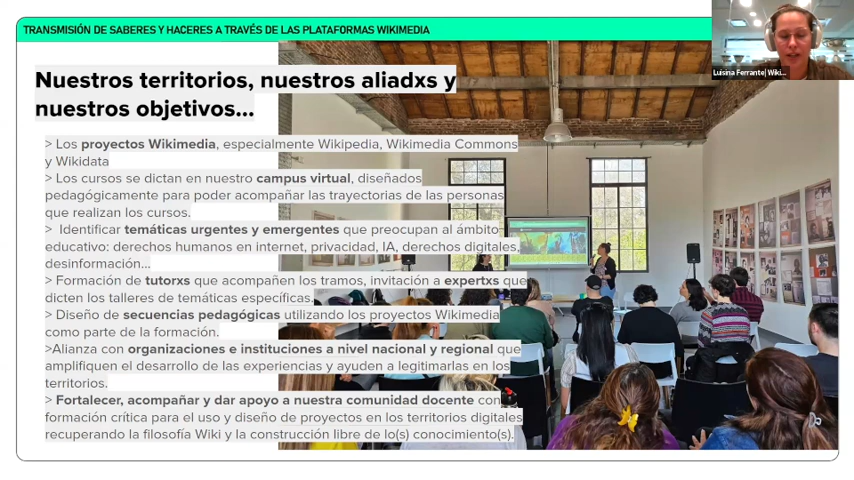 TRANSMISIÓN DE SABERES Y HACERES A TRAVÉS DE LAS PLATAFORMAS WIKIMEDIA
Luisina Ferrante| Wiki...
Nuestros territorios, nuestros aliadxs y
nuestros objetivos...
> Los proyectos Wikimedia, especialmente Wikipedia, Wikimedia Commons
y Wikidata
> Los cursos se dictan en nuestro campus virtual, diseñados
pedagógicamente para poder acompañar las trayectorias de las personas
que realizan los cursos.
> Identificar temáticas urgentes y emergentes que preocupan al ámbito
educativo: derechos humanos en internet, privacidad, IA, derechos digitales,
desinformación...
> Formación de tutorxs que acompañen los tramos, invitación a expertxs que
dicten los talleres de temáticas específicas.
> Diseño de secuencias pedagógicas utilizando los proyectos Wikimedia
como parte de la formación.
>Alianza con organizaciones e instituciones a nivel nacional y regional que
amplifiquen el desarrollo de las experiencias y ayuden a legitimarlas en los
territorios.
> Fortalecer, acompañar y dar apoyo a nuestra comunidad docente con
formación crítica para el uso y diseño de proyectos en los territorios digitales
recuperando la filosofía Wiki y la construcción libre de lo(s) conocimiento(s).